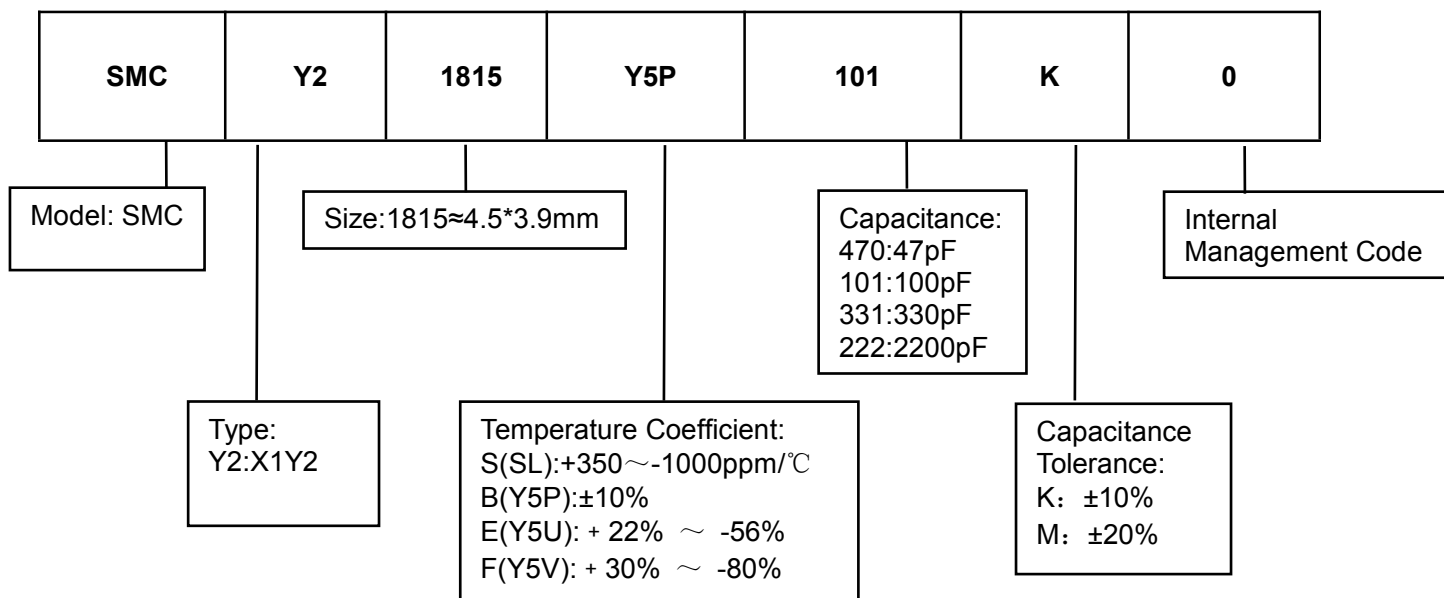 SMC Y2 1815 Y5P 101 K 0
Model: SMC
Size:1815≈4.5*3.9mm
Capacitance:
470:47pF
101:100pF
331:330pF
222:2200pF
Internal
Management Code
Type:
Y2:X1Y2
Temperature Coefficient:
S(SL):+350～-1000ppm/℃
B(Y5P):±10%
E(Y5U): + 22% ～ -56%
F(Y5V): + 30% ～ -80%
Capacitance
Tolerance:
K：±10%
M：±20%